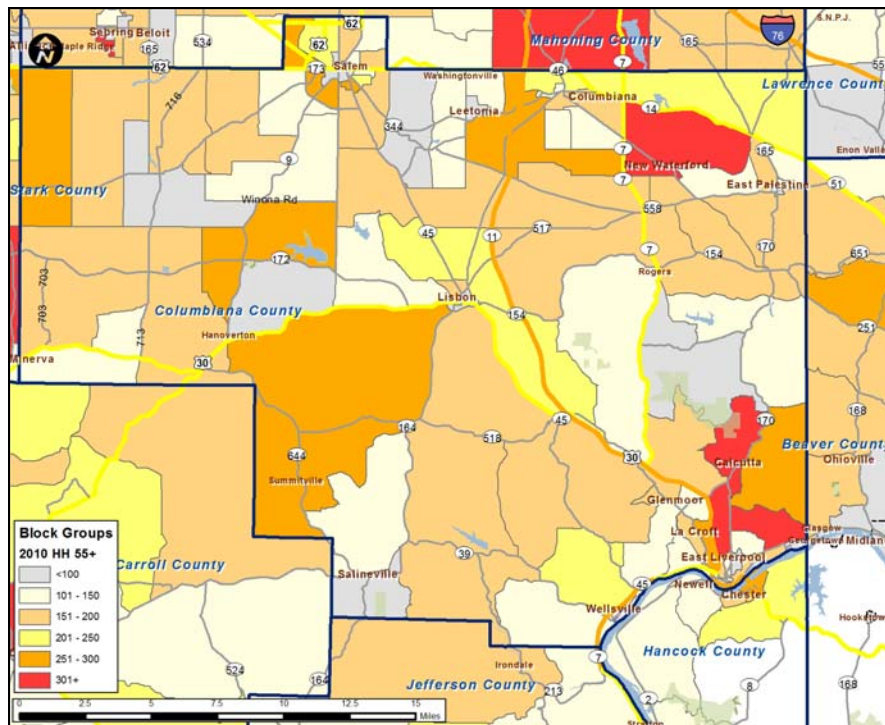 Sebring Beloit
Maple Ridge
165
534
62
62
62
62
173
Salem
N
Mahoning County
7
165
76
S.N.P.J.
Washingtonville
46
Columbiana
Lawrence County
716
Leetonia
344
14
7
165
Enon Valley
9
New Waterford
7
East Palestine
51
Stark County
Winona Rd
558
45
11
517
7
154
170
651
172
Rogers
703
703
Columbiana County
Lisbon
713
Hanoverton
154
251
Minerva
30
45
170
168
164
518
Beaver County
644
30
Calcutta
Ohioville
Summitville
Glenmoor
La Croft
Glasgow
Georgetown
Midland
39
East Liverpool
Carroll County
Salineville
45
Newell
Chester
Wellsville
Hookstown
Hancock County
524
164
Irondale
7
Jefferson County
213
2
8
168
Stratton
Block Groups
2010 HH 55+
<100
101 - 150
151 - 200
201 - 250
251 - 300
301+
0 2.5 5 10 15
Miles